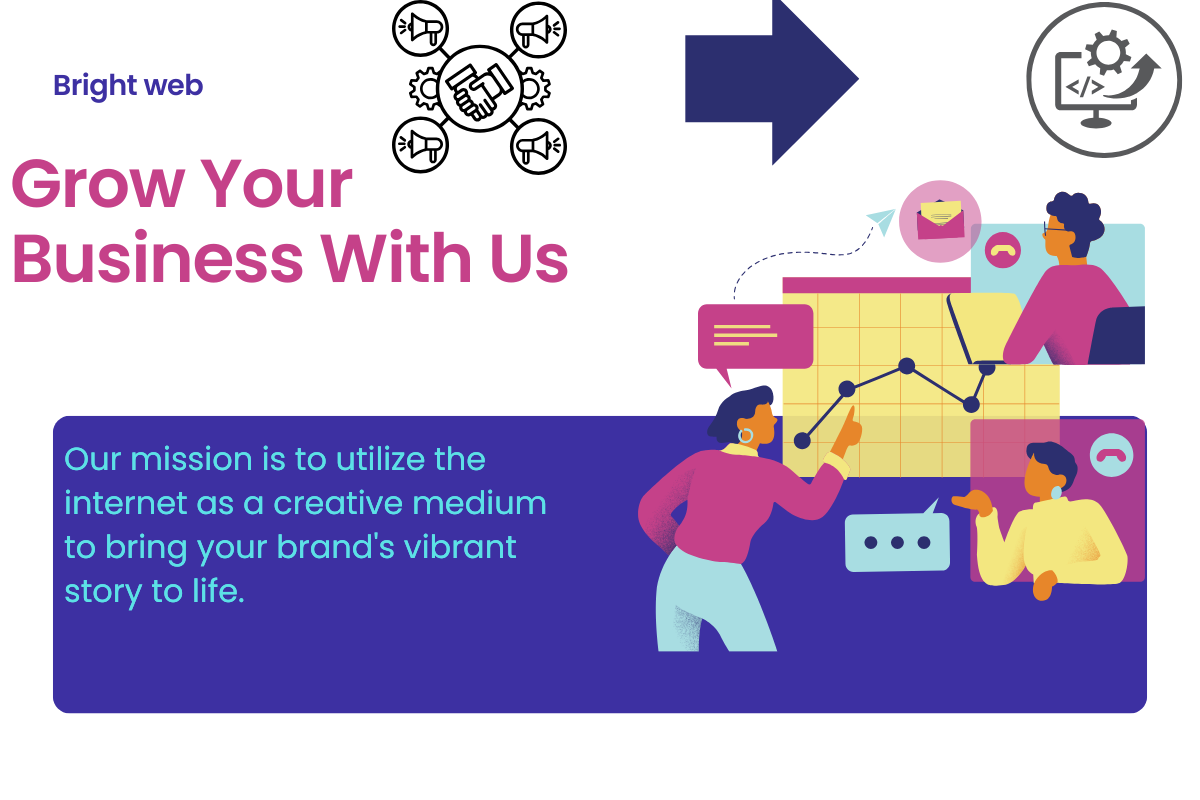 Bright web
Grow Your
Business With Us
</>
Our mission is to utilize the
internet as a creative medium
to bring your brand's vibrant
story to life.